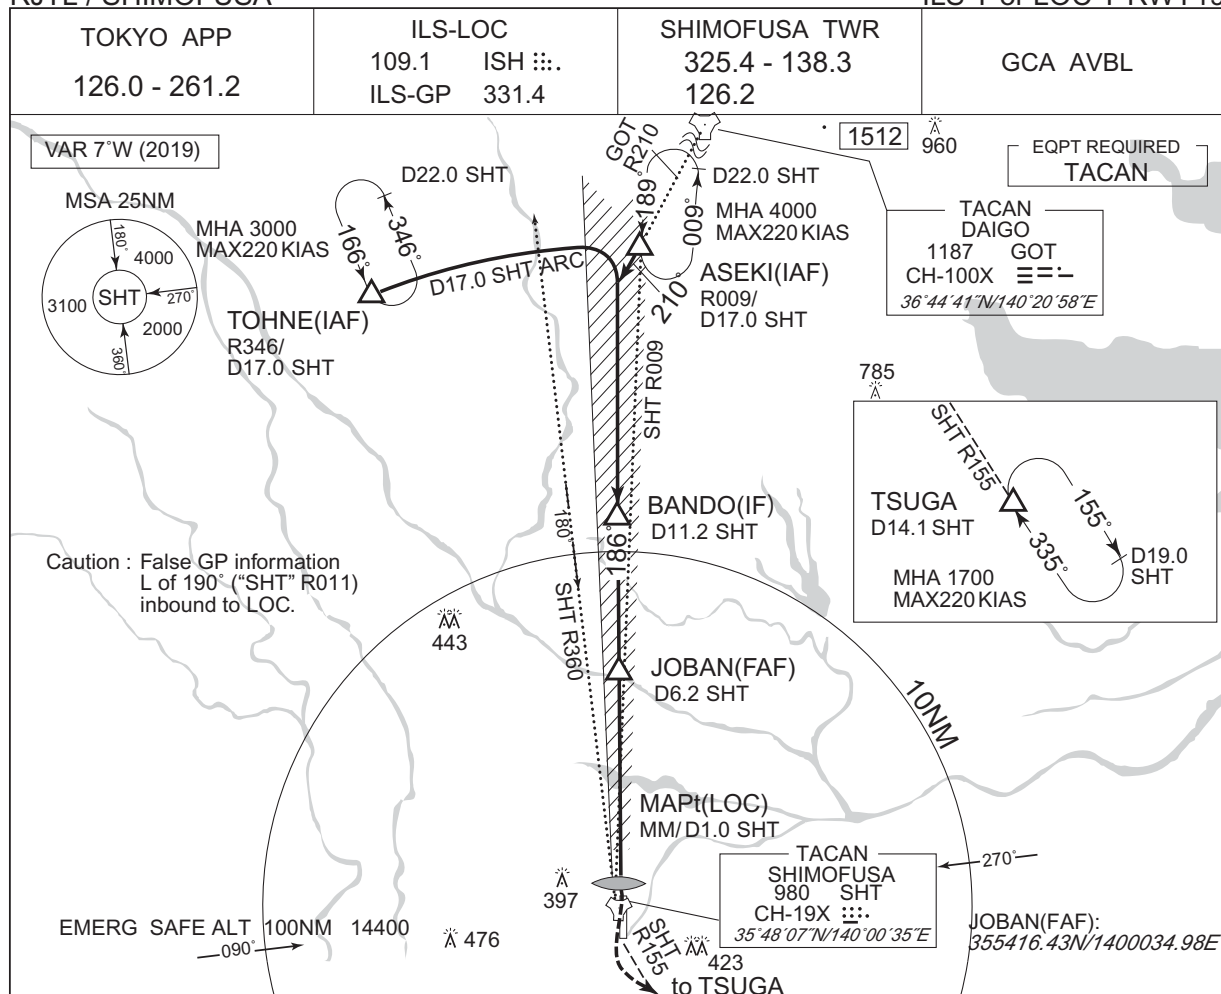 TOKYO APP
126.0 - 261.2
ILS-LOC
109.1 ISH
ILS-GP 331.4
SHIMOFUSA TWR
325.4 - 138.3
126.2
GCA AVBL
VAR 7°W (2019)
MSA 25NM
180°
4000
SHT
270°
3100
2000
360°
MHA 3000
MAX220 KIAS
D22.0 SHT
166°
346°
TOHNE(IAF)
R346/
D17.0 SHT
D17.0 SHT ARC
GOT
R210
189°
009°
210°
D22.0 SHT
MHA 4000
MAX220 KIAS
ASEKI(IAF)
R009/
D17.0 SHT
1512
960
EQPT REQUIRED
TACAN
TACAN
DAIGO
1187 GOT
CH-100X
36°44´41˝N/140°20´58˝E
SHT R009
785
SHT R155
TSUGA
D14.1 SHT
155°
335°
D19.0
SHT
MHA 1700
MAX220 KIAS
BANDO(IF)
D11.2 SHT
186°
180°
SHT R360
Caution : False GP information
L of 190° (“SHT” R011)
inbound to LOC.
443
JOBAN(FAF)
D6.2 SHT
10NM
MAPt(LOC)
MM/ D1.0 SHT
397
TACAN
SHIMOFUSA
980 SHT
CH-19X
35°48´07˝N/140°00´35˝E
270°
JOBAN(FAF):
355416.43N/1400034.98E
EMERG SAFE ALT 100NM 14400
090°
476
SHT
R155
423
to TSUGA